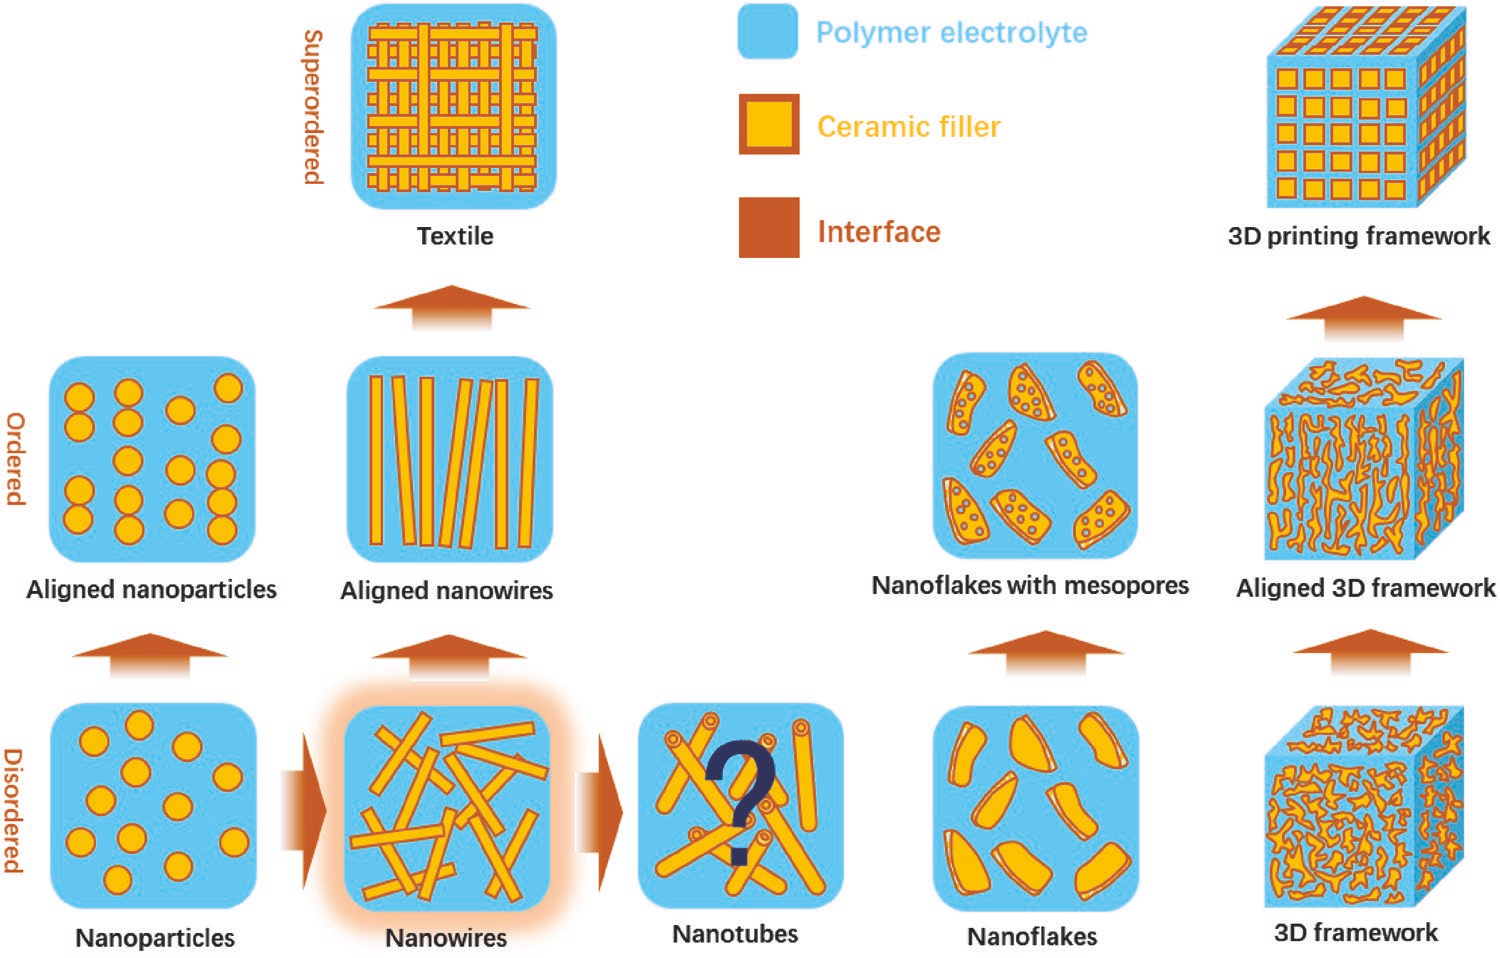 Superordered
Textile
Polymer electrolyte
Ceramic filler
Interface
3D printing framework
Ordered
Aligned nanoparticles
Aligned nanowires
Nanoflakes with mesopores
Aligned 3D framework
Disordered
Nanoparticles
Nanowires
?
Nanotubes
Nanoflakes
3D framework